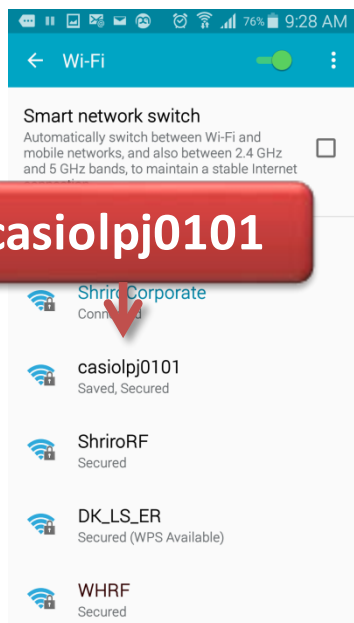 76% 9:28 AM
Wi-Fi
Smart network switch
Automatically switch between Wi-Fi and
mobile networks, and also between 2.4 GHz
and 5 GHz bands, to maintain a stable Internet
casiolpj0101
ShriroCorporate
Connected
casiolpj0101
Saved, Secured
ShriroRF
Secured
DK_LS_ER
Secured (WPS Available)
WHRF
Secured